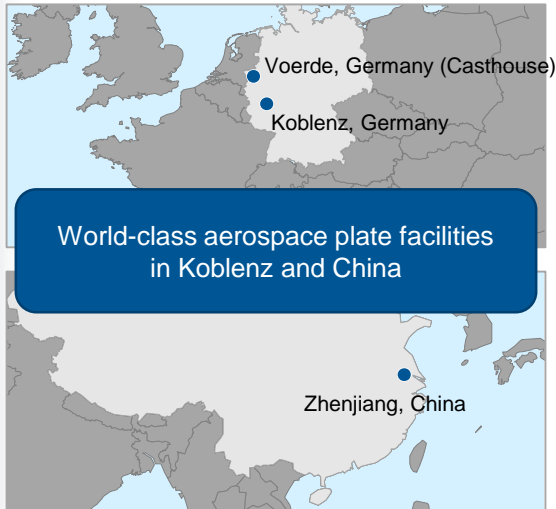 Voerde, Germany (Casthouse)
Koblenz, Germany
World-class aerospace plate facilities
in Koblenz and China
Zhenjiang, China